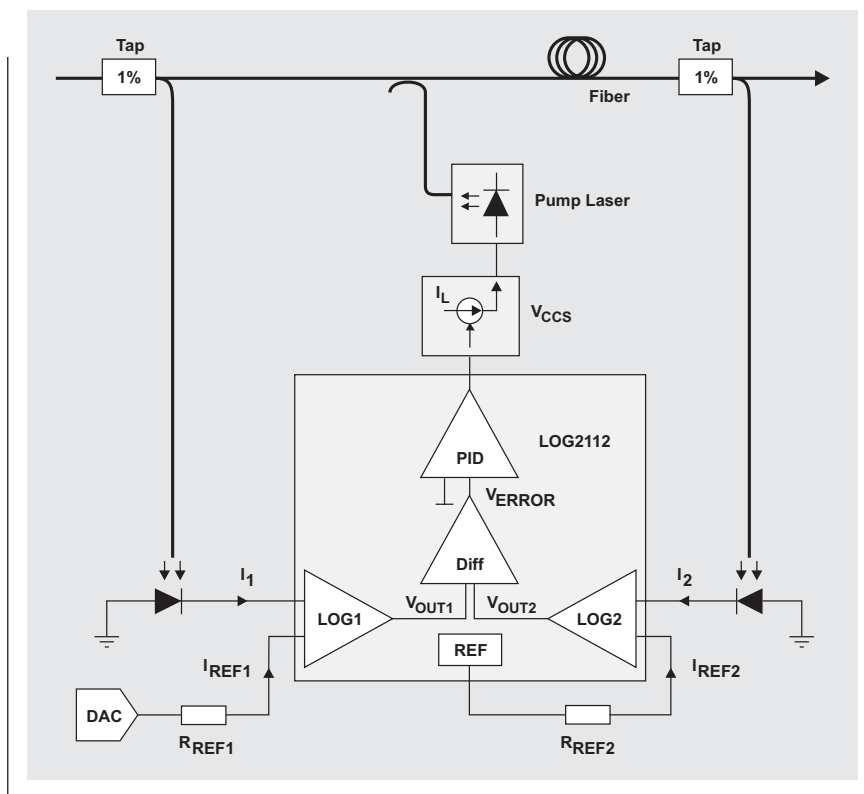 Tap
Tap
1%
1%
Fiber
Pump Laser
I_L
V_CCS
LOG2112
PID
V_ERROR
Diff
I_1
I_2
LOG1
V_OUT1
V_OUT2
LOG2
REF
I_REF1
I_REF2
DAC
R_REF1
R_REF2